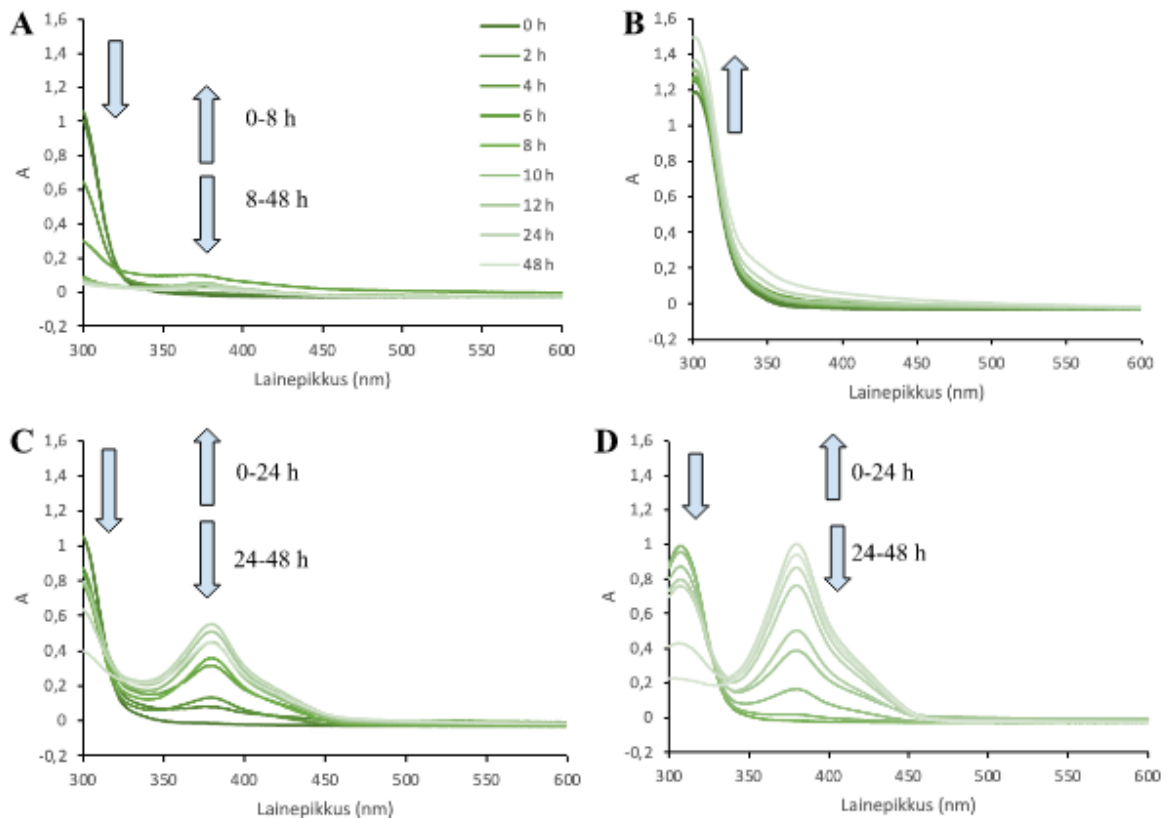 A
1,6
1,4
1,2
1
0,8
0,6
0,4
0,2
0
-0,2
A
300 350 400 450 500 550 600
Lainepikkus (nm)
0-8 h
8-48 h
0 h
2 h
4 h
6 h
8 h
10 h
12 h
24 h
48 h
B
1,6
1,4
1,2
1
0,8
0,6
0,4
0,2
0
-0,2
A
300 350 400 450 500 550 600
Lainepikkus (nm)
C
1,6
1,4
1,2
1
0,8
0,6
0,4
0,2
0
-0,2
A
300 350 400 450 500 550 600
Lainepikkus (nm)
0-24 h
24-48 h
D
1,6
1,4
1,2
1
0,8
0,6
0,4
0,2
0
-0,2
A
300 350 400 450 500 550 600
Lainepikkus (nm)
0-24 h
24-48 h